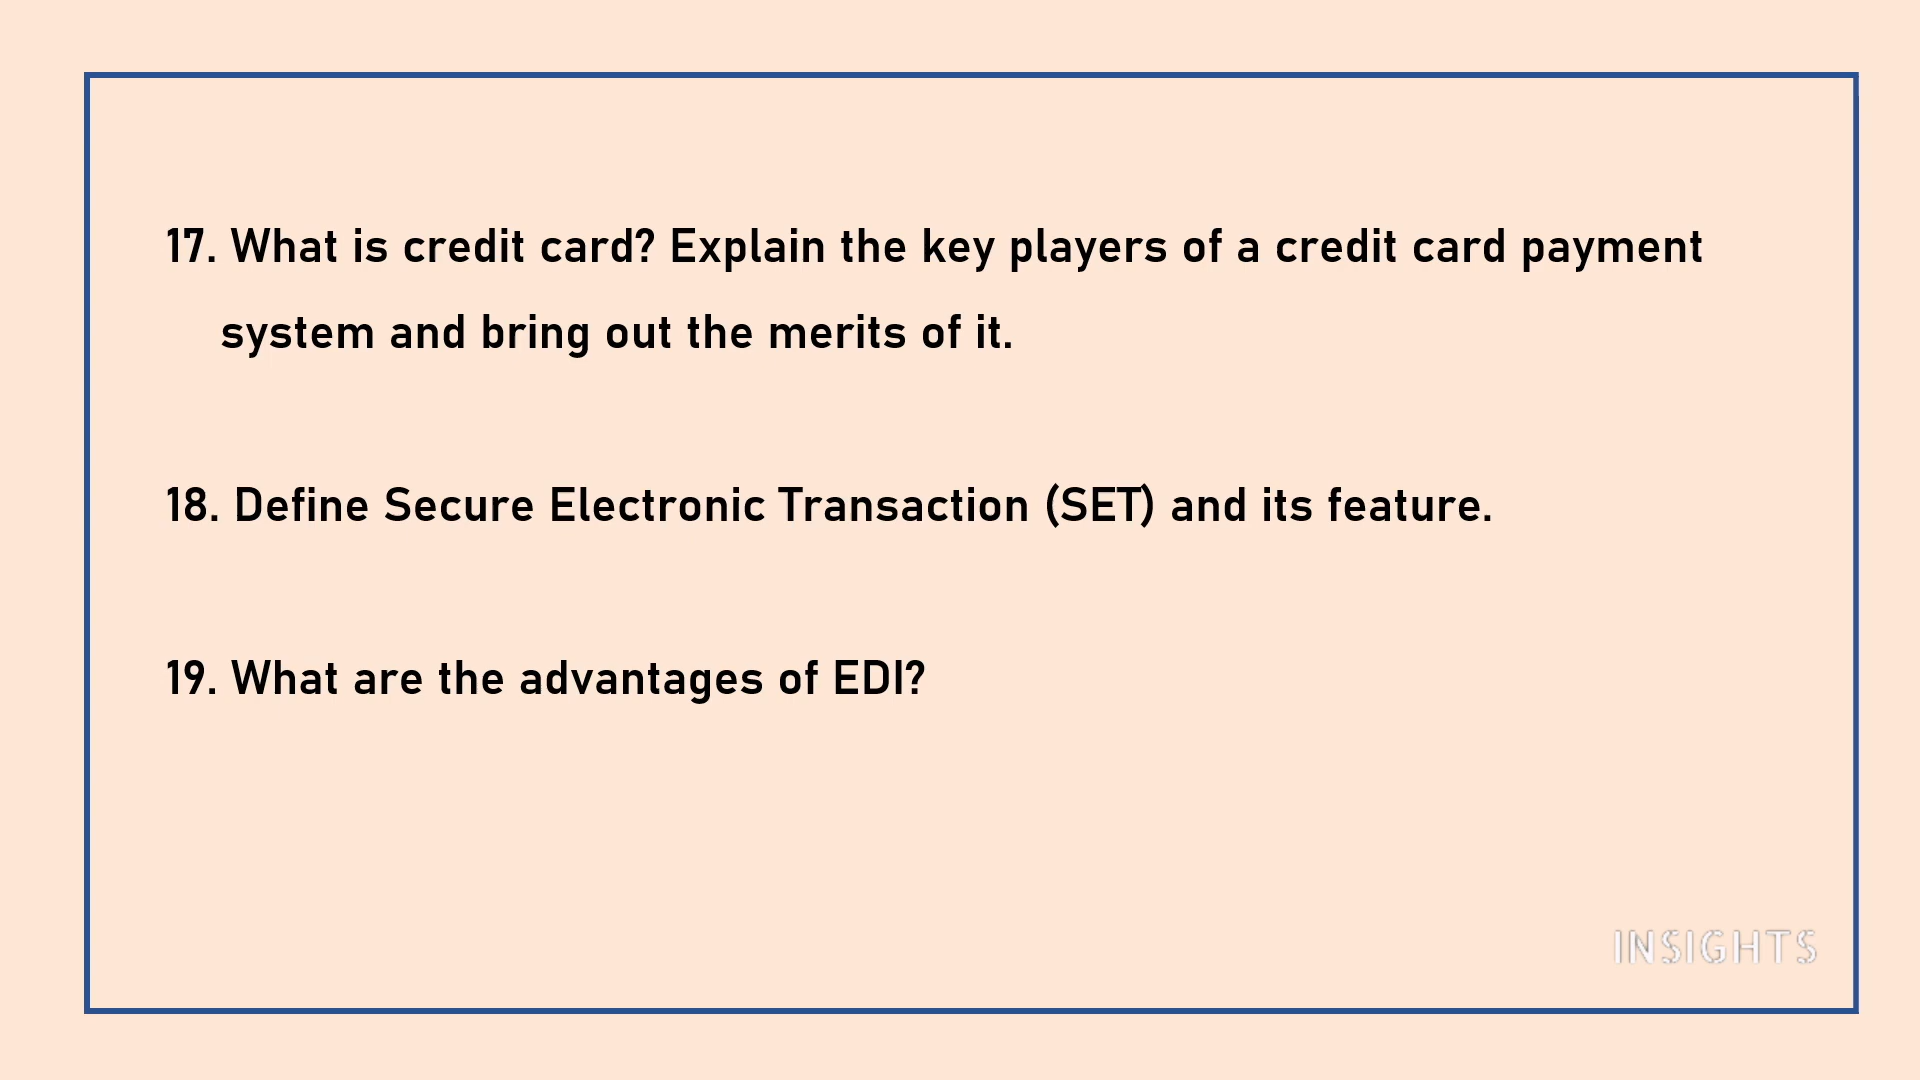 17. What is credit card? Explain the key players of a credit card payment
system and bring out the merits of it.
18. Define Secure Electronic Transaction (SET) and its feature.
19. What are the advantages of EDI?
INSIGHTS